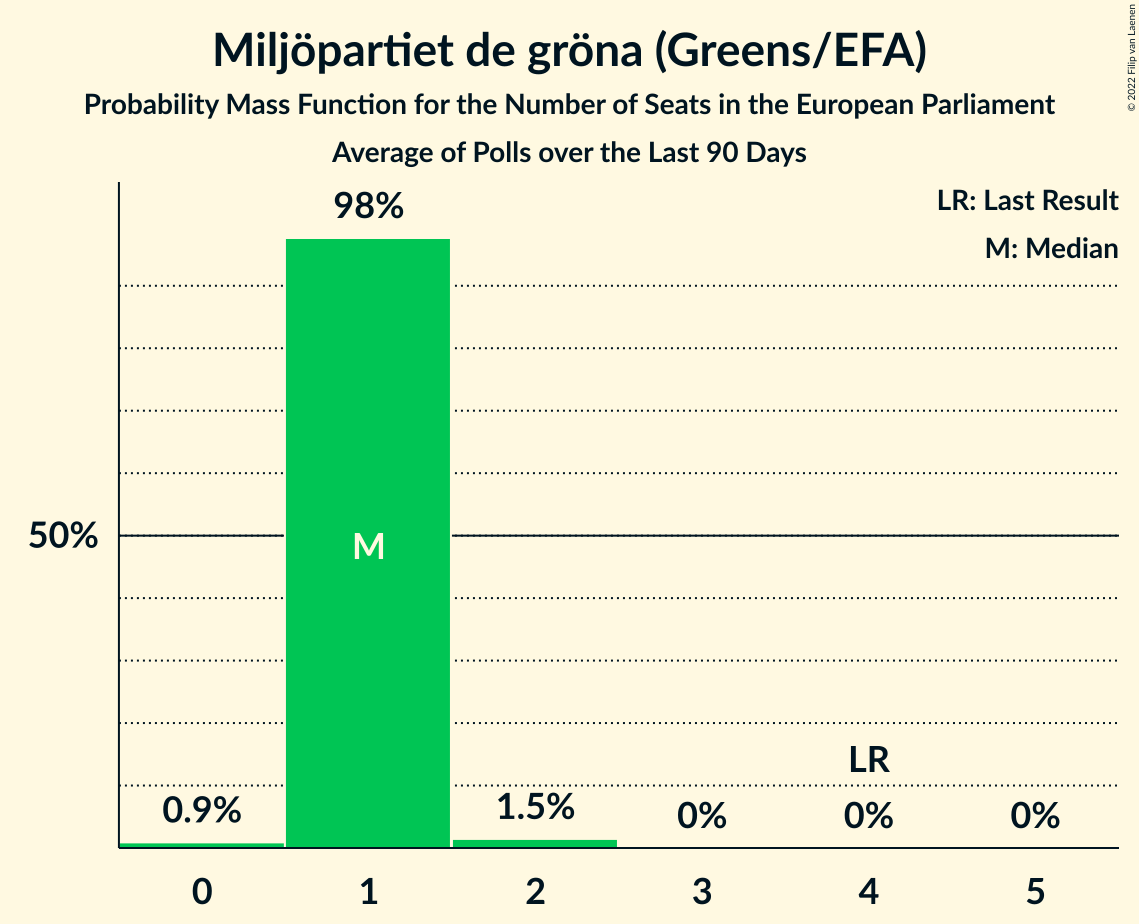 Miljöpartiet de gröna (Greens/EFA)
Probability Mass Function for the Number of Seats in the European Parliament
Average of Polls over the Last 90 Days
© 2022 Filip van Laenen
LR: Last Result
M: Median
98%
50%
M
LR
0.9%
1.5%
0%
0%
0%
0
1
2
3
4
5